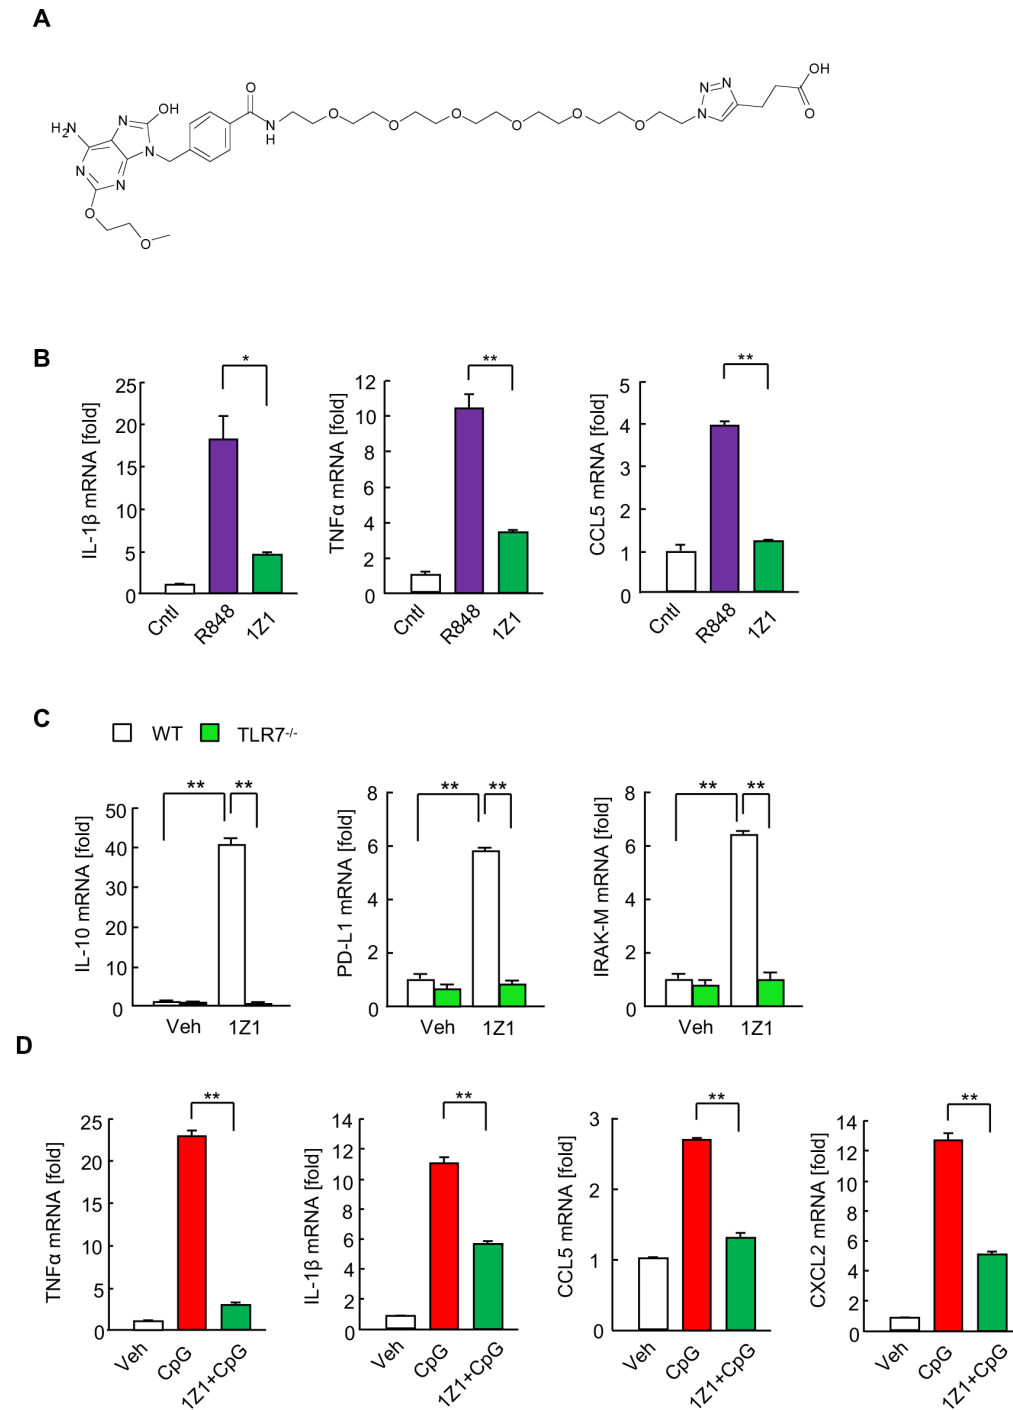 A
OH
N
N
N
OH
O
N
OH
O
O
O
O
H₂N
N
O
O
O
N
N
H
N
N
O
O
B
*
**
**
25
20
15
10
5
0
IL-1β mRNA [fold]
Cntl
R848
1Z1
12
10
8
6
4
2
0
TNFα mRNA [fold]
Cntl
R848
1Z1
5
4
3
2
1
0
CCL5 mRNA [fold]
Cntl
R848
1Z1
C
WT
TLR7-/-
** **
50
40
30
20
10
0
IL-10 mRNA [fold]
Veh 1Z1
** **
8
6
4
2
0
PD-L1 mRNA [fold]
Veh 1Z1
** **
8
6
4
2
0
IRAK-M mRNA [fold]
Veh 1Z1
D
**
25
20
15
10
5
0
TNFα mRNA [fold]
Veh
CpG
1Z1+CpG
**
14
12
10
8
6
4
2
0
IL-1β mRNA [fold]
Veh
CpG
1Z1+CpG
**
3
2
1
0
CCL5 mRNA [fold]
Veh
CpG
1Z1+CpG
**
14
12
10
8
6
4
2
0
CXCL2 mRNA [fold]
Veh
CpG
1Z1+CpG